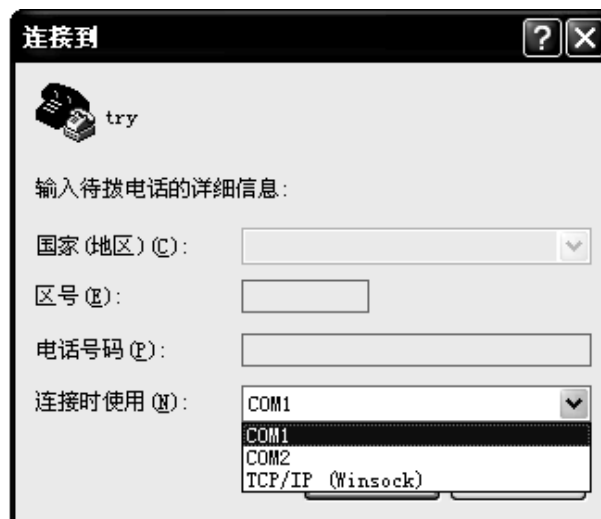 连接到
try
输入待拨电话的详细信息:
国家(地区)(C):
区号(E):
电话号码(P):
连接时使用(N): COM1
COM1
COM2
TCP/IP (Winsock)